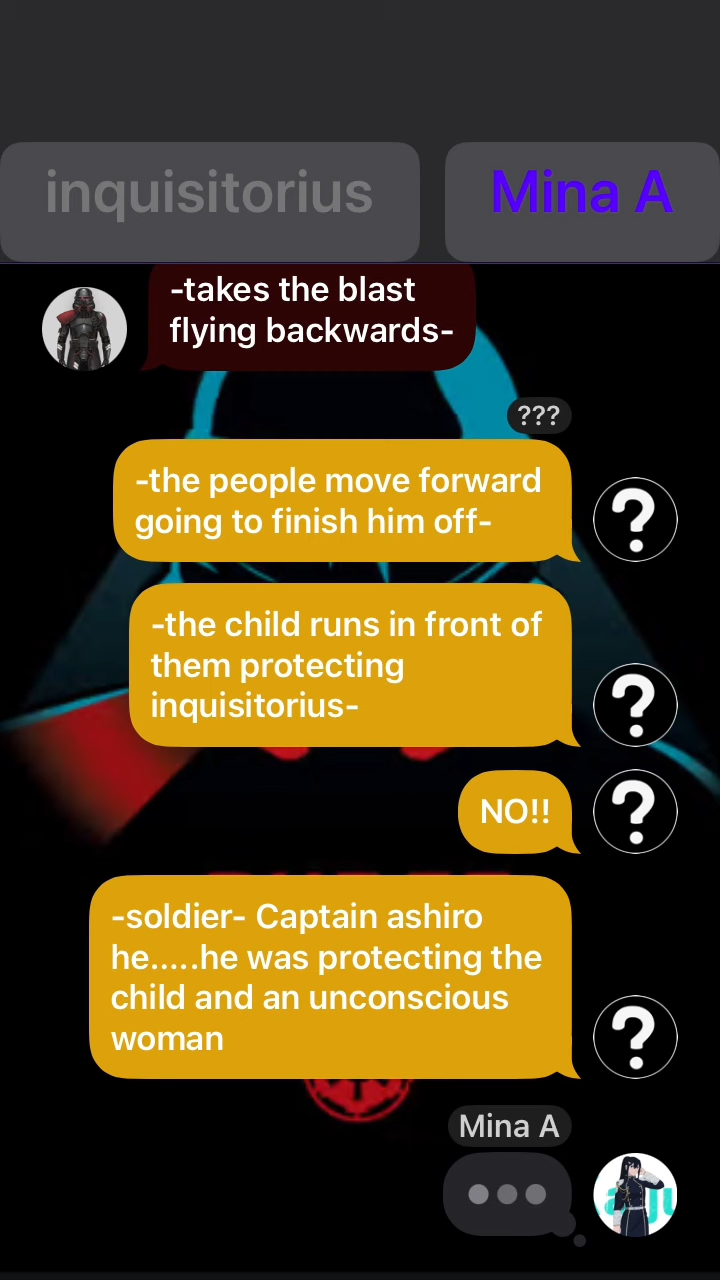 inquisitorius
Mina A
-takes the blast
flying backwards-
???
-the people move forward
going to finish him off-
?
-the child runs in front of
them protecting
inquisitorius-
?
NO!!
?
-soldier- Captain ashiro
he.....he was protecting the
child and an unconscious
woman
?
Mina A